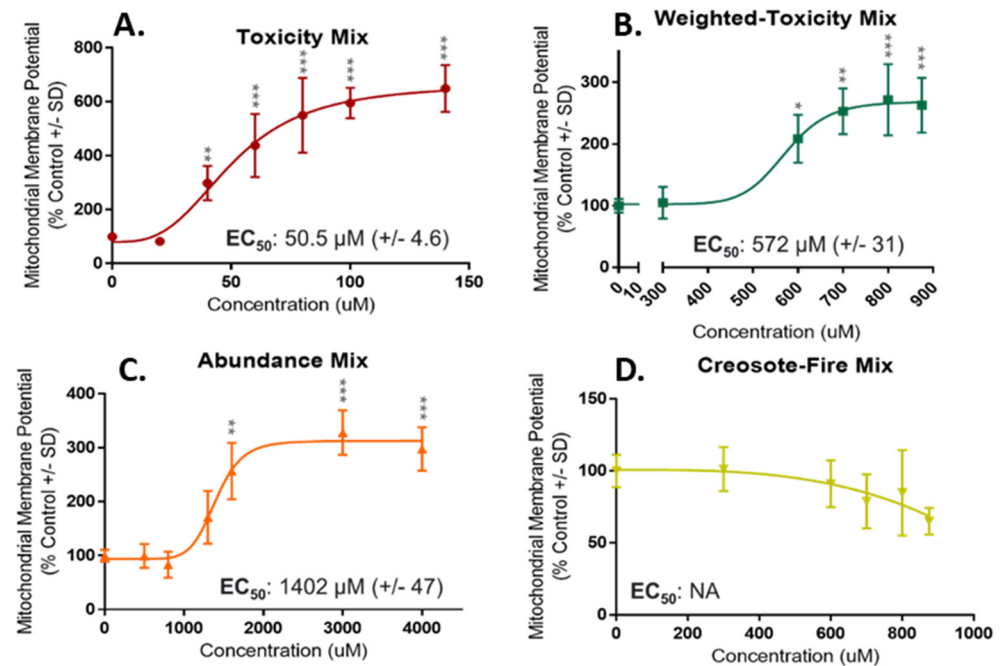 A.
Toxicity Mix
Mitochondrial Membrane Potential
(% Control +/- SD)
800
600
400
200
0
**
***
***
***
***
EC50: 50.5 µM (+/- 4.6)
0
50
100
150
Concentration (uM)
B.
Weighted-Toxicity Mix
Mitochondrial Membrane Potential
(% Control +/- SD)
300
200
100
0
*
**
***
***
EC50: 572 µM (+/- 31)
0
10
300
400
500
600
700
800
900
Concentration (uM)
C.
Abundance Mix
Mitochondrial Membrane Potential
(% Control +/- SD)
400
300
200
100
0
**
***
***
EC50: 1402 µM (+/- 47)
0
1000
2000
3000
4000
Concentration (uM)
D.
Creosote-Fire Mix
Mitochondrial Membrane Potential
(% Control +/- SD)
150
100
50
0
EC50: NA
0
200
400
600
800
1000
Concentration (uM)